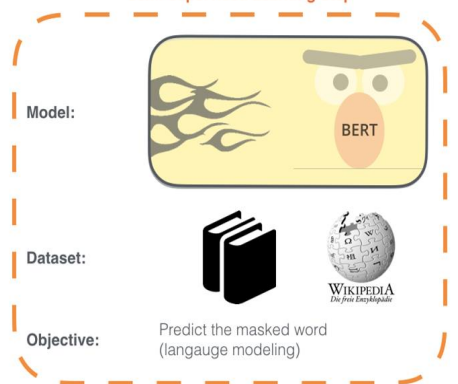 Model:
BERT
Dataset:
WIKIPEDIA
Die freie Enzyklopädie
Objective:
Predict the masked word
(langauge modeling)